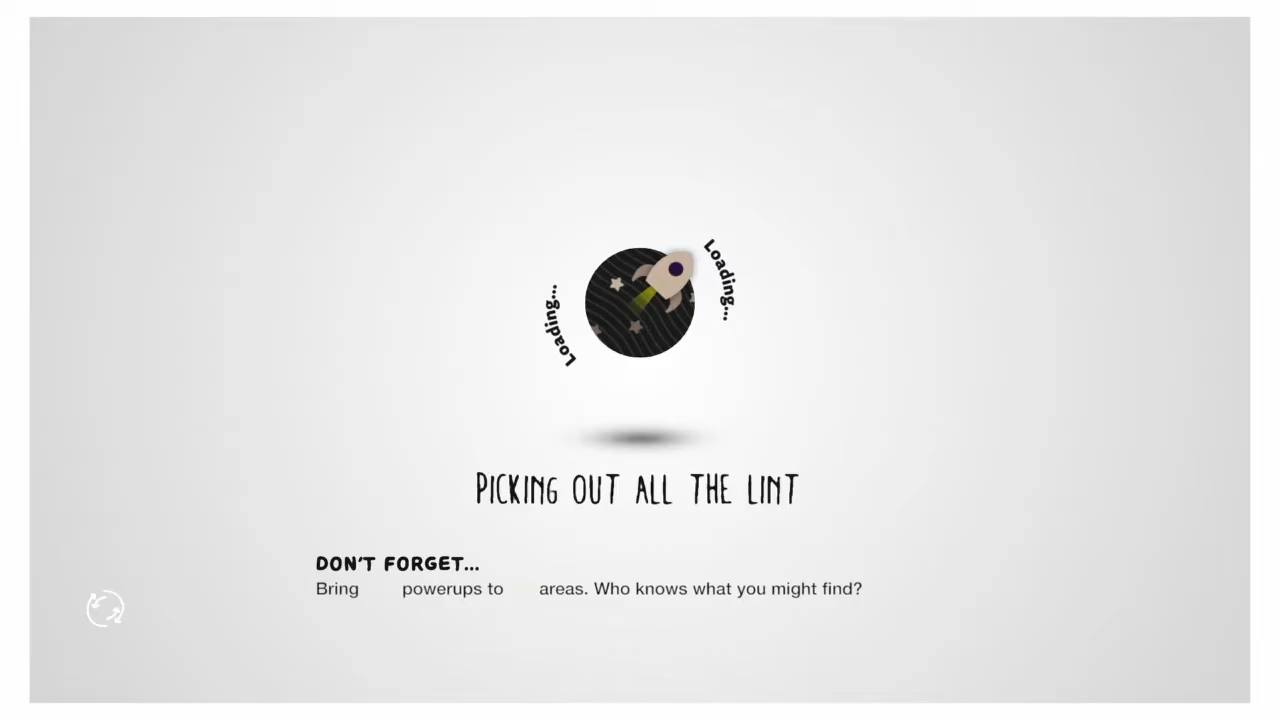 Loading...
Loading...
PICKING OUT ALL THE LINT
DON'T FORGET...
Bring powerups to areas. Who knows what you might find?